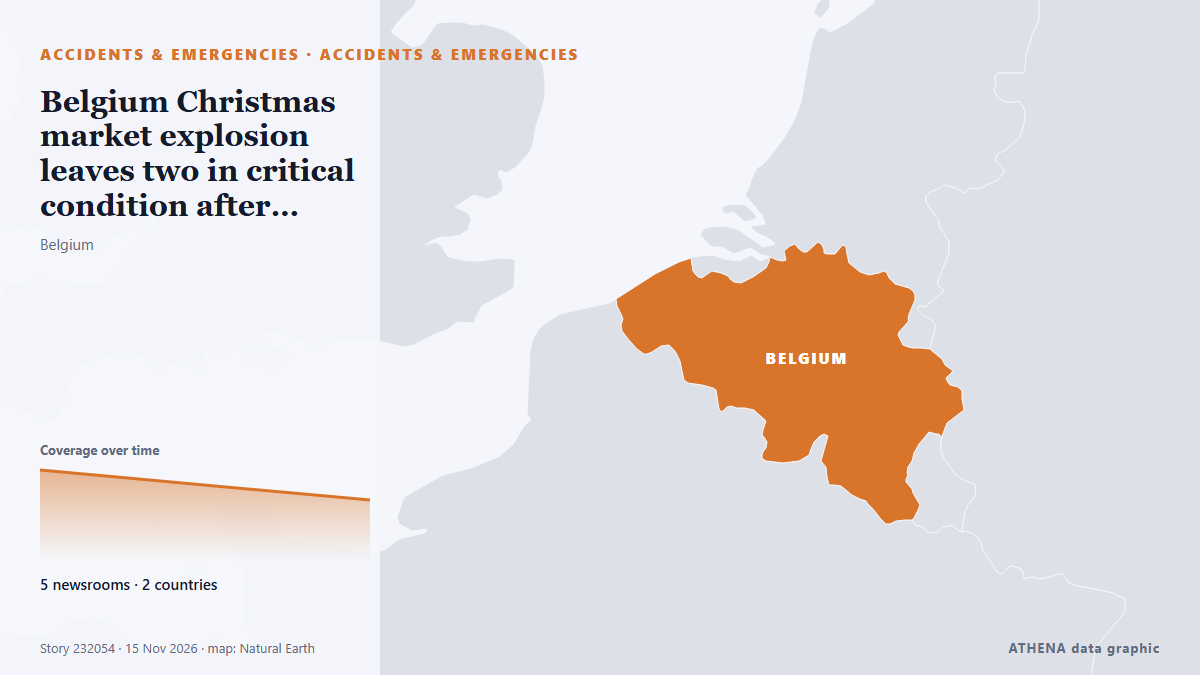 ACCIDENTS & EMERGENCIES · ACCIDENTS & EMERGENCIES
Belgium Christmas
market explosion
leaves two in critical
condition after...
Belgium
BELGIUM
Coverage over time
5 newsrooms · 2 countries
Story 232054 · 15 Nov 2026 · map: Natural Earth
ATHENA data graphic